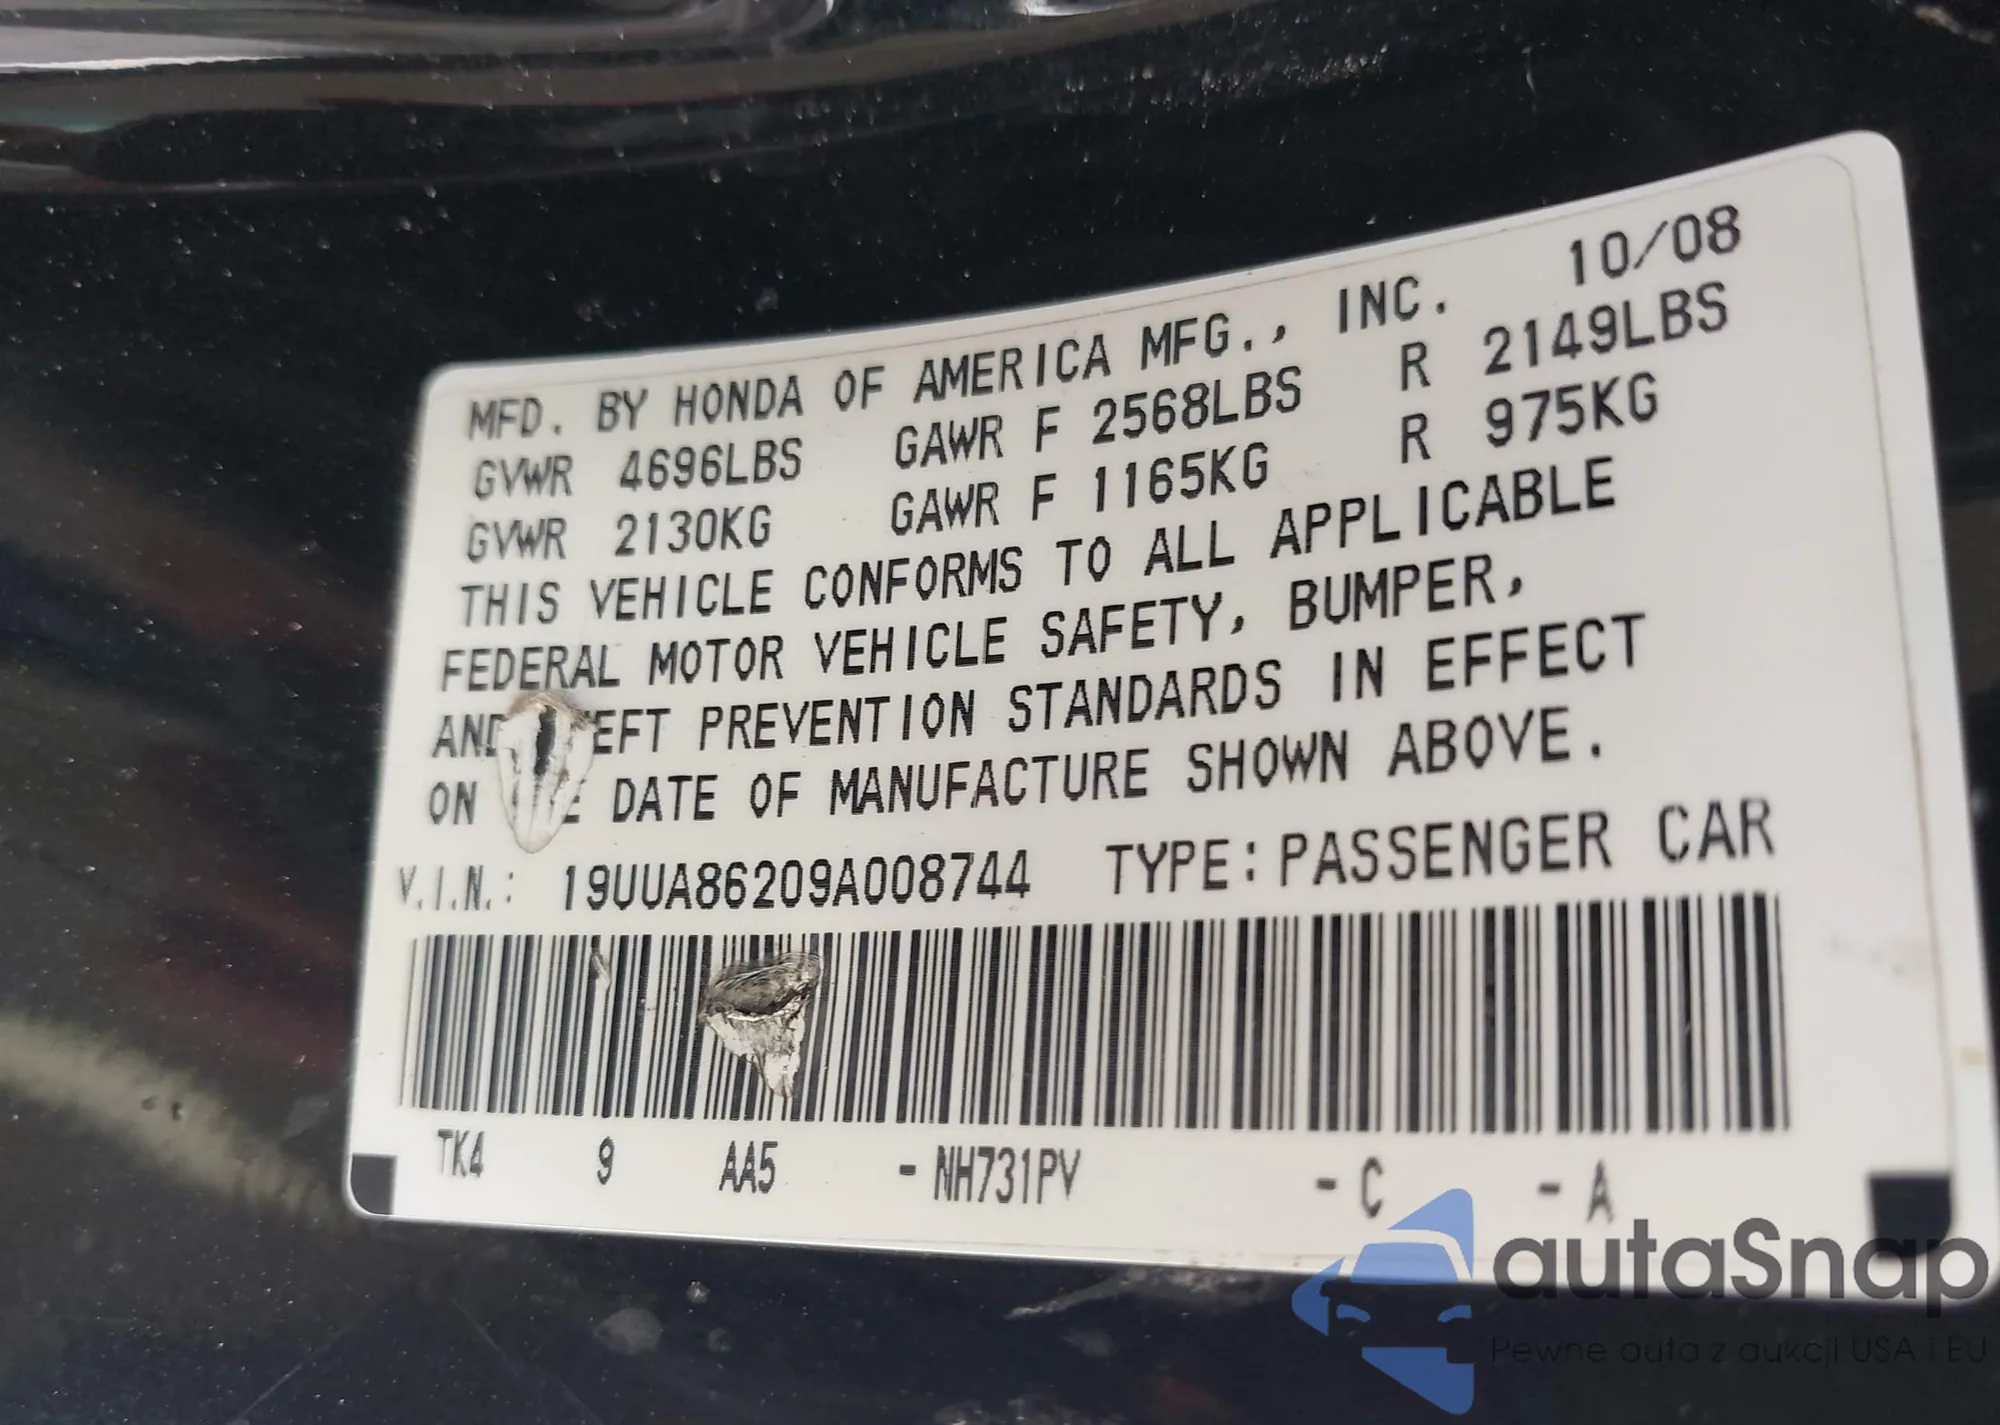 MFD. BY HONDA OF AMERICA MFG., INC. 10/08
GVWR 4696LBS GAWR F 2568LBS R 2149LBS
GVWR 2130KG GAWR F 1165KG R 975KG
THIS VEHICLE CONFORMS TO ALL APPLICABLE
FEDERAL MOTOR VEHICLE SAFETY, BUMPER,
AND PREVENTION STANDARDS IN EFFECT
ON DATE OF MANUFACTURE SHOWN ABOVE.
V.I.N.: 19UUA86209A008744 TYPE: PASSENGER CAR
TK4 9 AA5 -NH731PV -C -A
autaSnap
Pewne auta z aukcji USA i EU